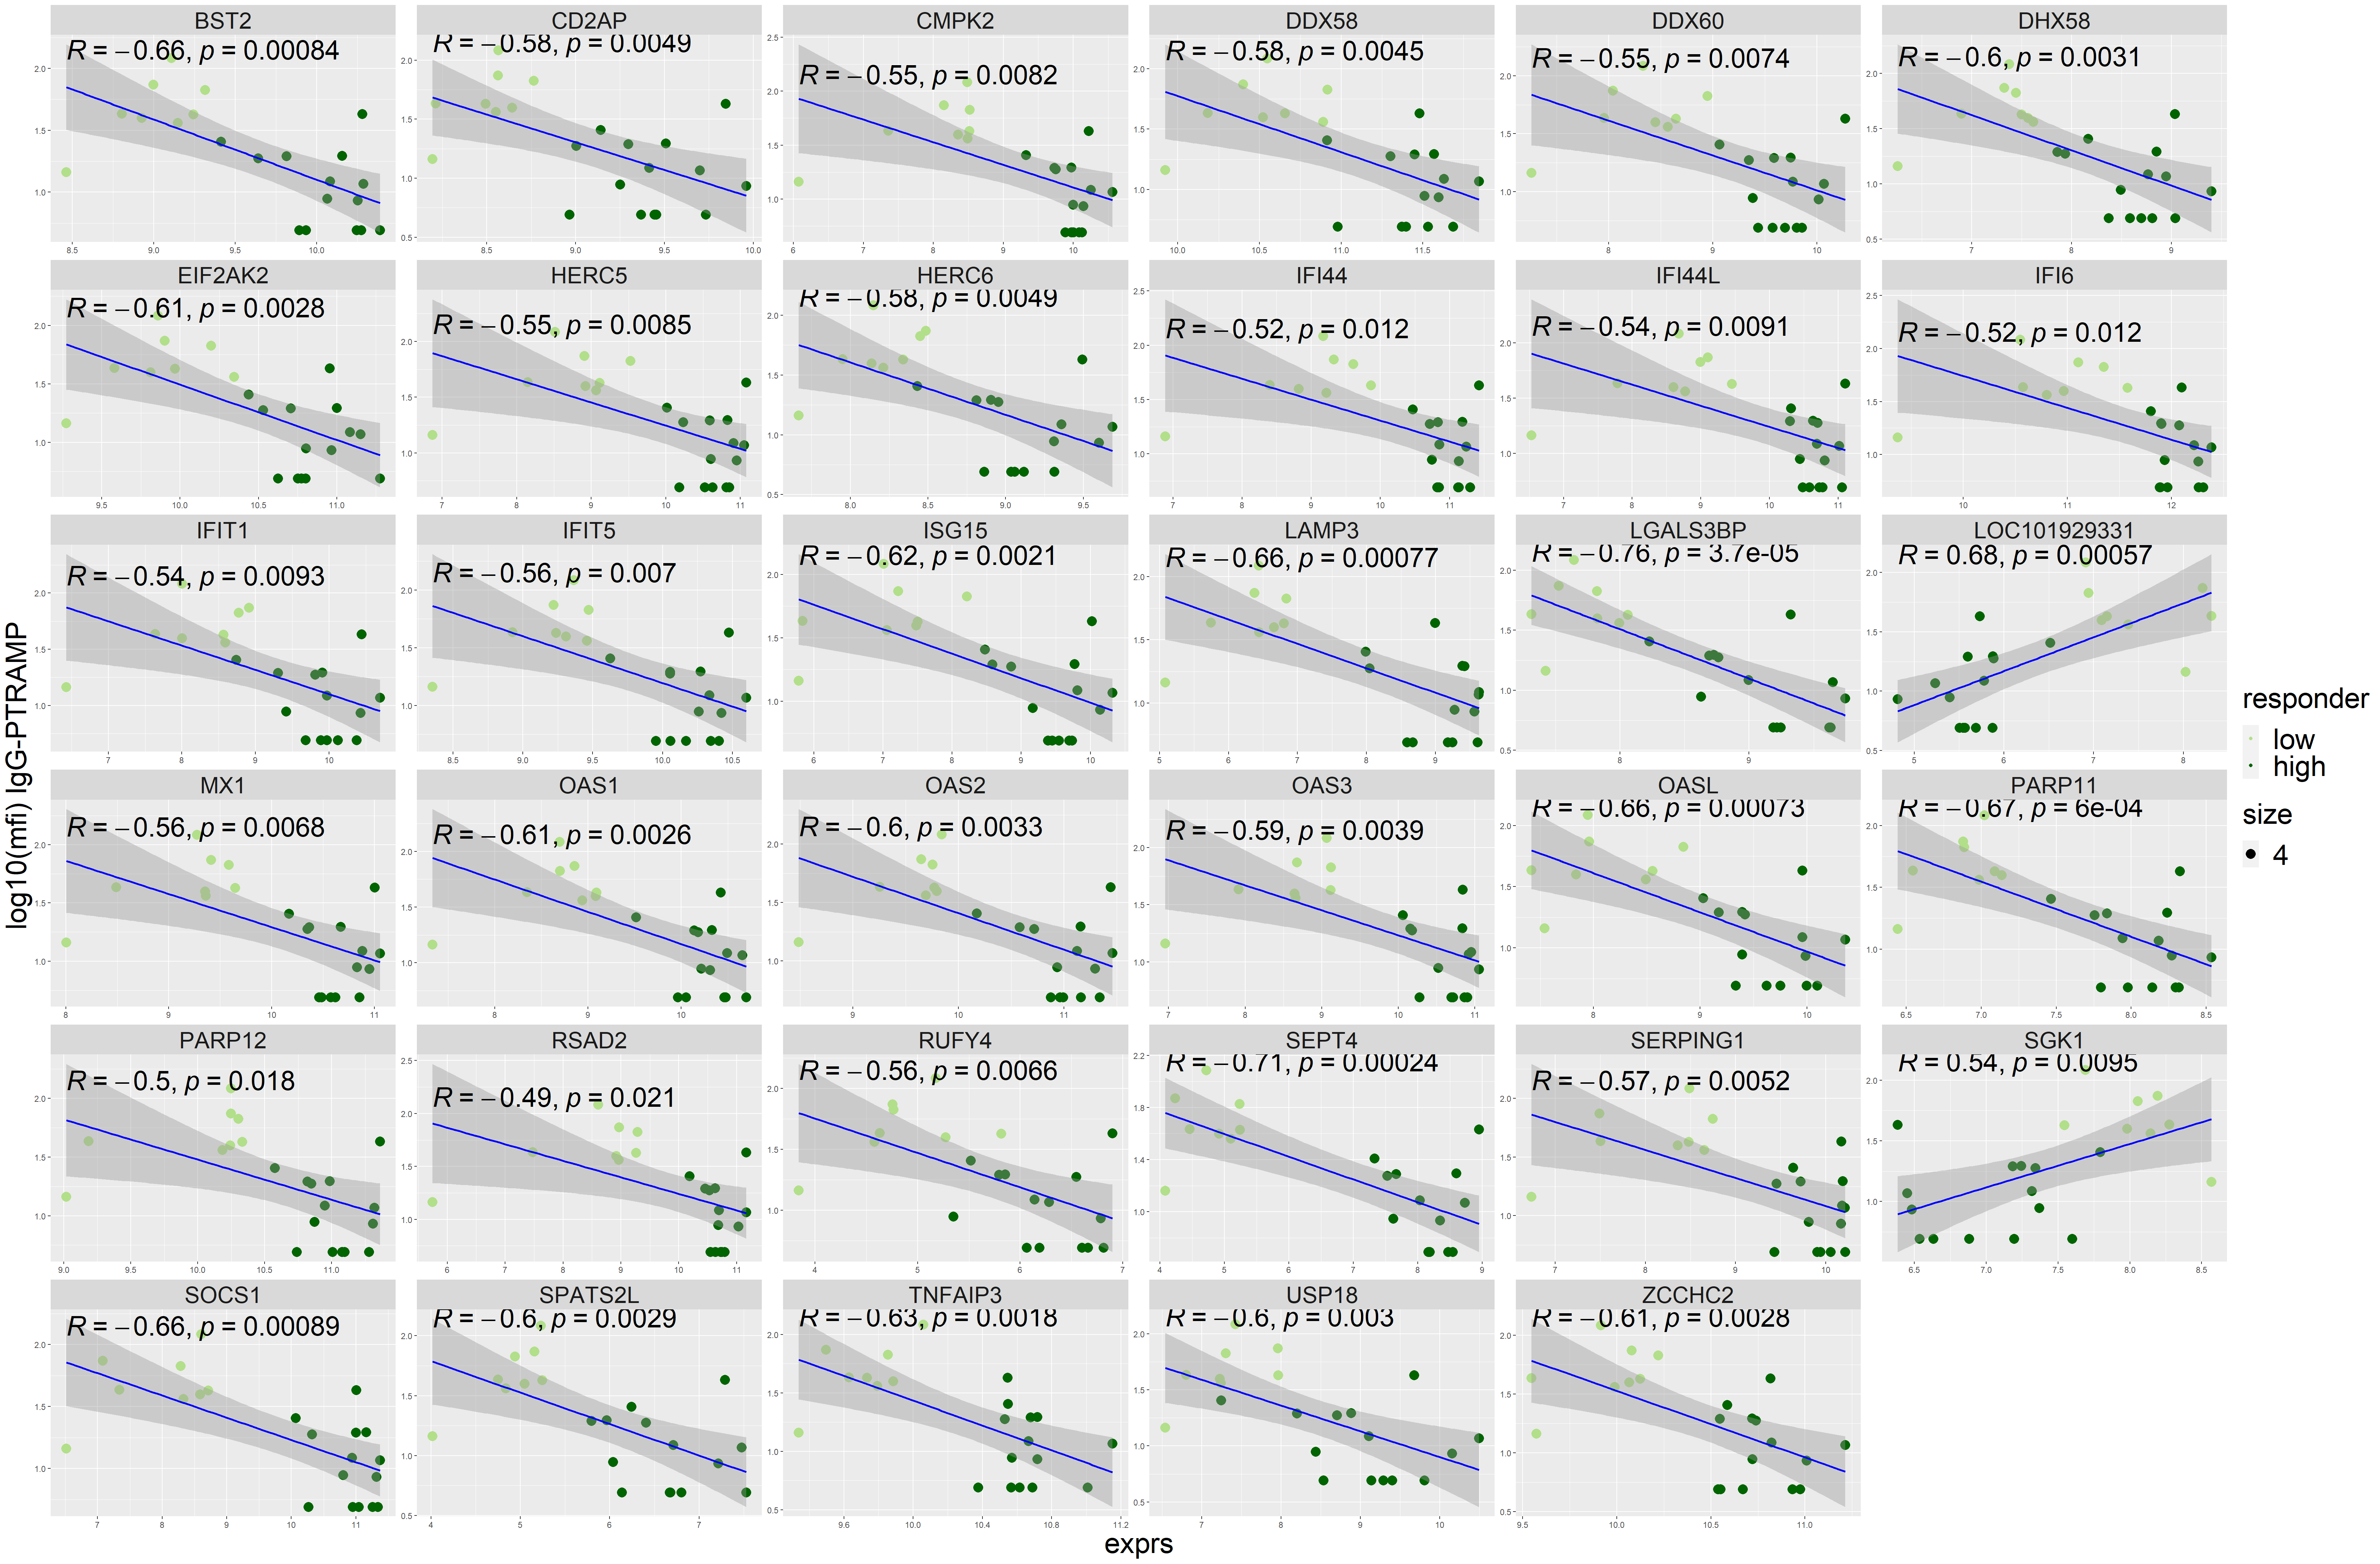 BST2 CD2AP CMPK2 DDX58 DDX60 DHX58
R = −0.66, p = 0.00084 R = −0.58, p = 0.0049 R = −0.55, p = 0.0082 R = −0.58, p = 0.0045 R = −0.55, p = 0.0074 R = −0.6, p = 0.0031
EIF2AK2 HERC5 HERC6 IFI44 IFI44L IFI6
R = −0.61, p = 0.0028 R = −0.55, p = 0.0085 R = −0.58, p = 0.0049 R = −0.52, p = 0.012 R = −0.54, p = 0.0091 R = −0.52, p = 0.012
IFIT1 IFIT5 ISG15 LAMP3 LGALS3BP LOC101929331
R = −0.54, p = 0.0093 R = −0.56, p = 0.007 R = −0.62, p = 0.0021 R = −0.66, p = 0.00077 R = −0.76, p = 3.7e-05 R = 0.68, p = 0.00057
MX1 OAS1 OAS2 OAS3 OASL PARP11
R = −0.56, p = 0.0068 R = −0.61, p = 0.0026 R = −0.6, p = 0.0033 R = −0.59, p = 0.0039 R = −0.66, p = 0.00073 R = −0.67, p = 6e-04
PARP12 RSAD2 RUFY4 SEPT4 SERPING1 SGK1
R = −0.5, p = 0.018 R = −0.49, p = 0.021 R = −0.56, p = 0.0066 R = −0.71, p = 0.00024 R = −0.57, p = 0.0052 R = 0.54, p = 0.0095
SOCS1 SPATS2L TNFAIP3 USP18 ZCCHC2
R = −0.66, p = 0.00089 R = −0.6, p = 0.0029 R = −0.63, p = 0.0018 R = −0.6, p = 0.003 R = −0.61, p = 0.0028
log10(mfi) IgG-PTRAMP
exprs
responder
low
high
size
4